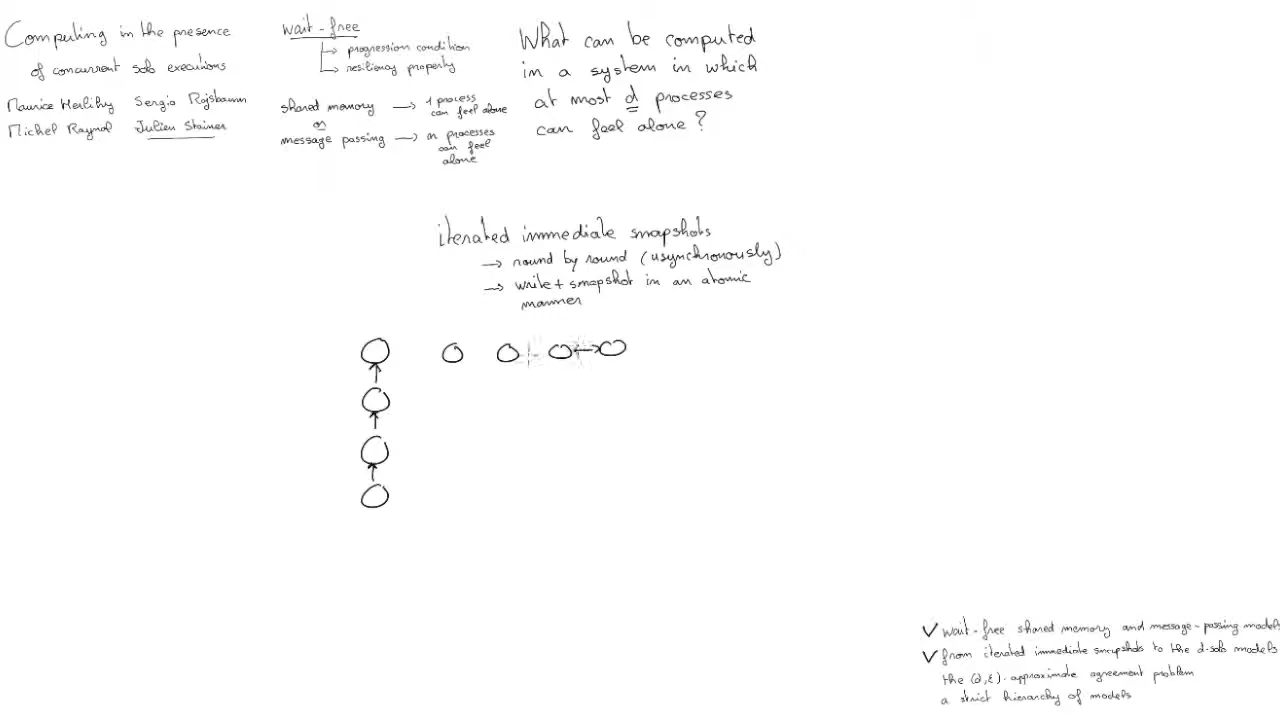 Computing in the presence
of concurrent solo executions
Maurice Herlihy Sergio Rajsbaum
Michel Raynal Julien Stainer
wait-free
→ progression condition
→ resiliency property
shared memory → 1 process
can feel alone
or
message passing → n processes
can feel
alone
What can be computed
in a system in which
at most d processes
can feel alone?
iterated immediate snapshots
→ round by round (asynchronously)
→ write + snapshot in an atomic
manner
✓ wait-free shared memory and message-passing models
✓ from iterated immediate snapshots to the d-solo models
the (d,ε)-approximate agreement problem
a strict hierarchy of models